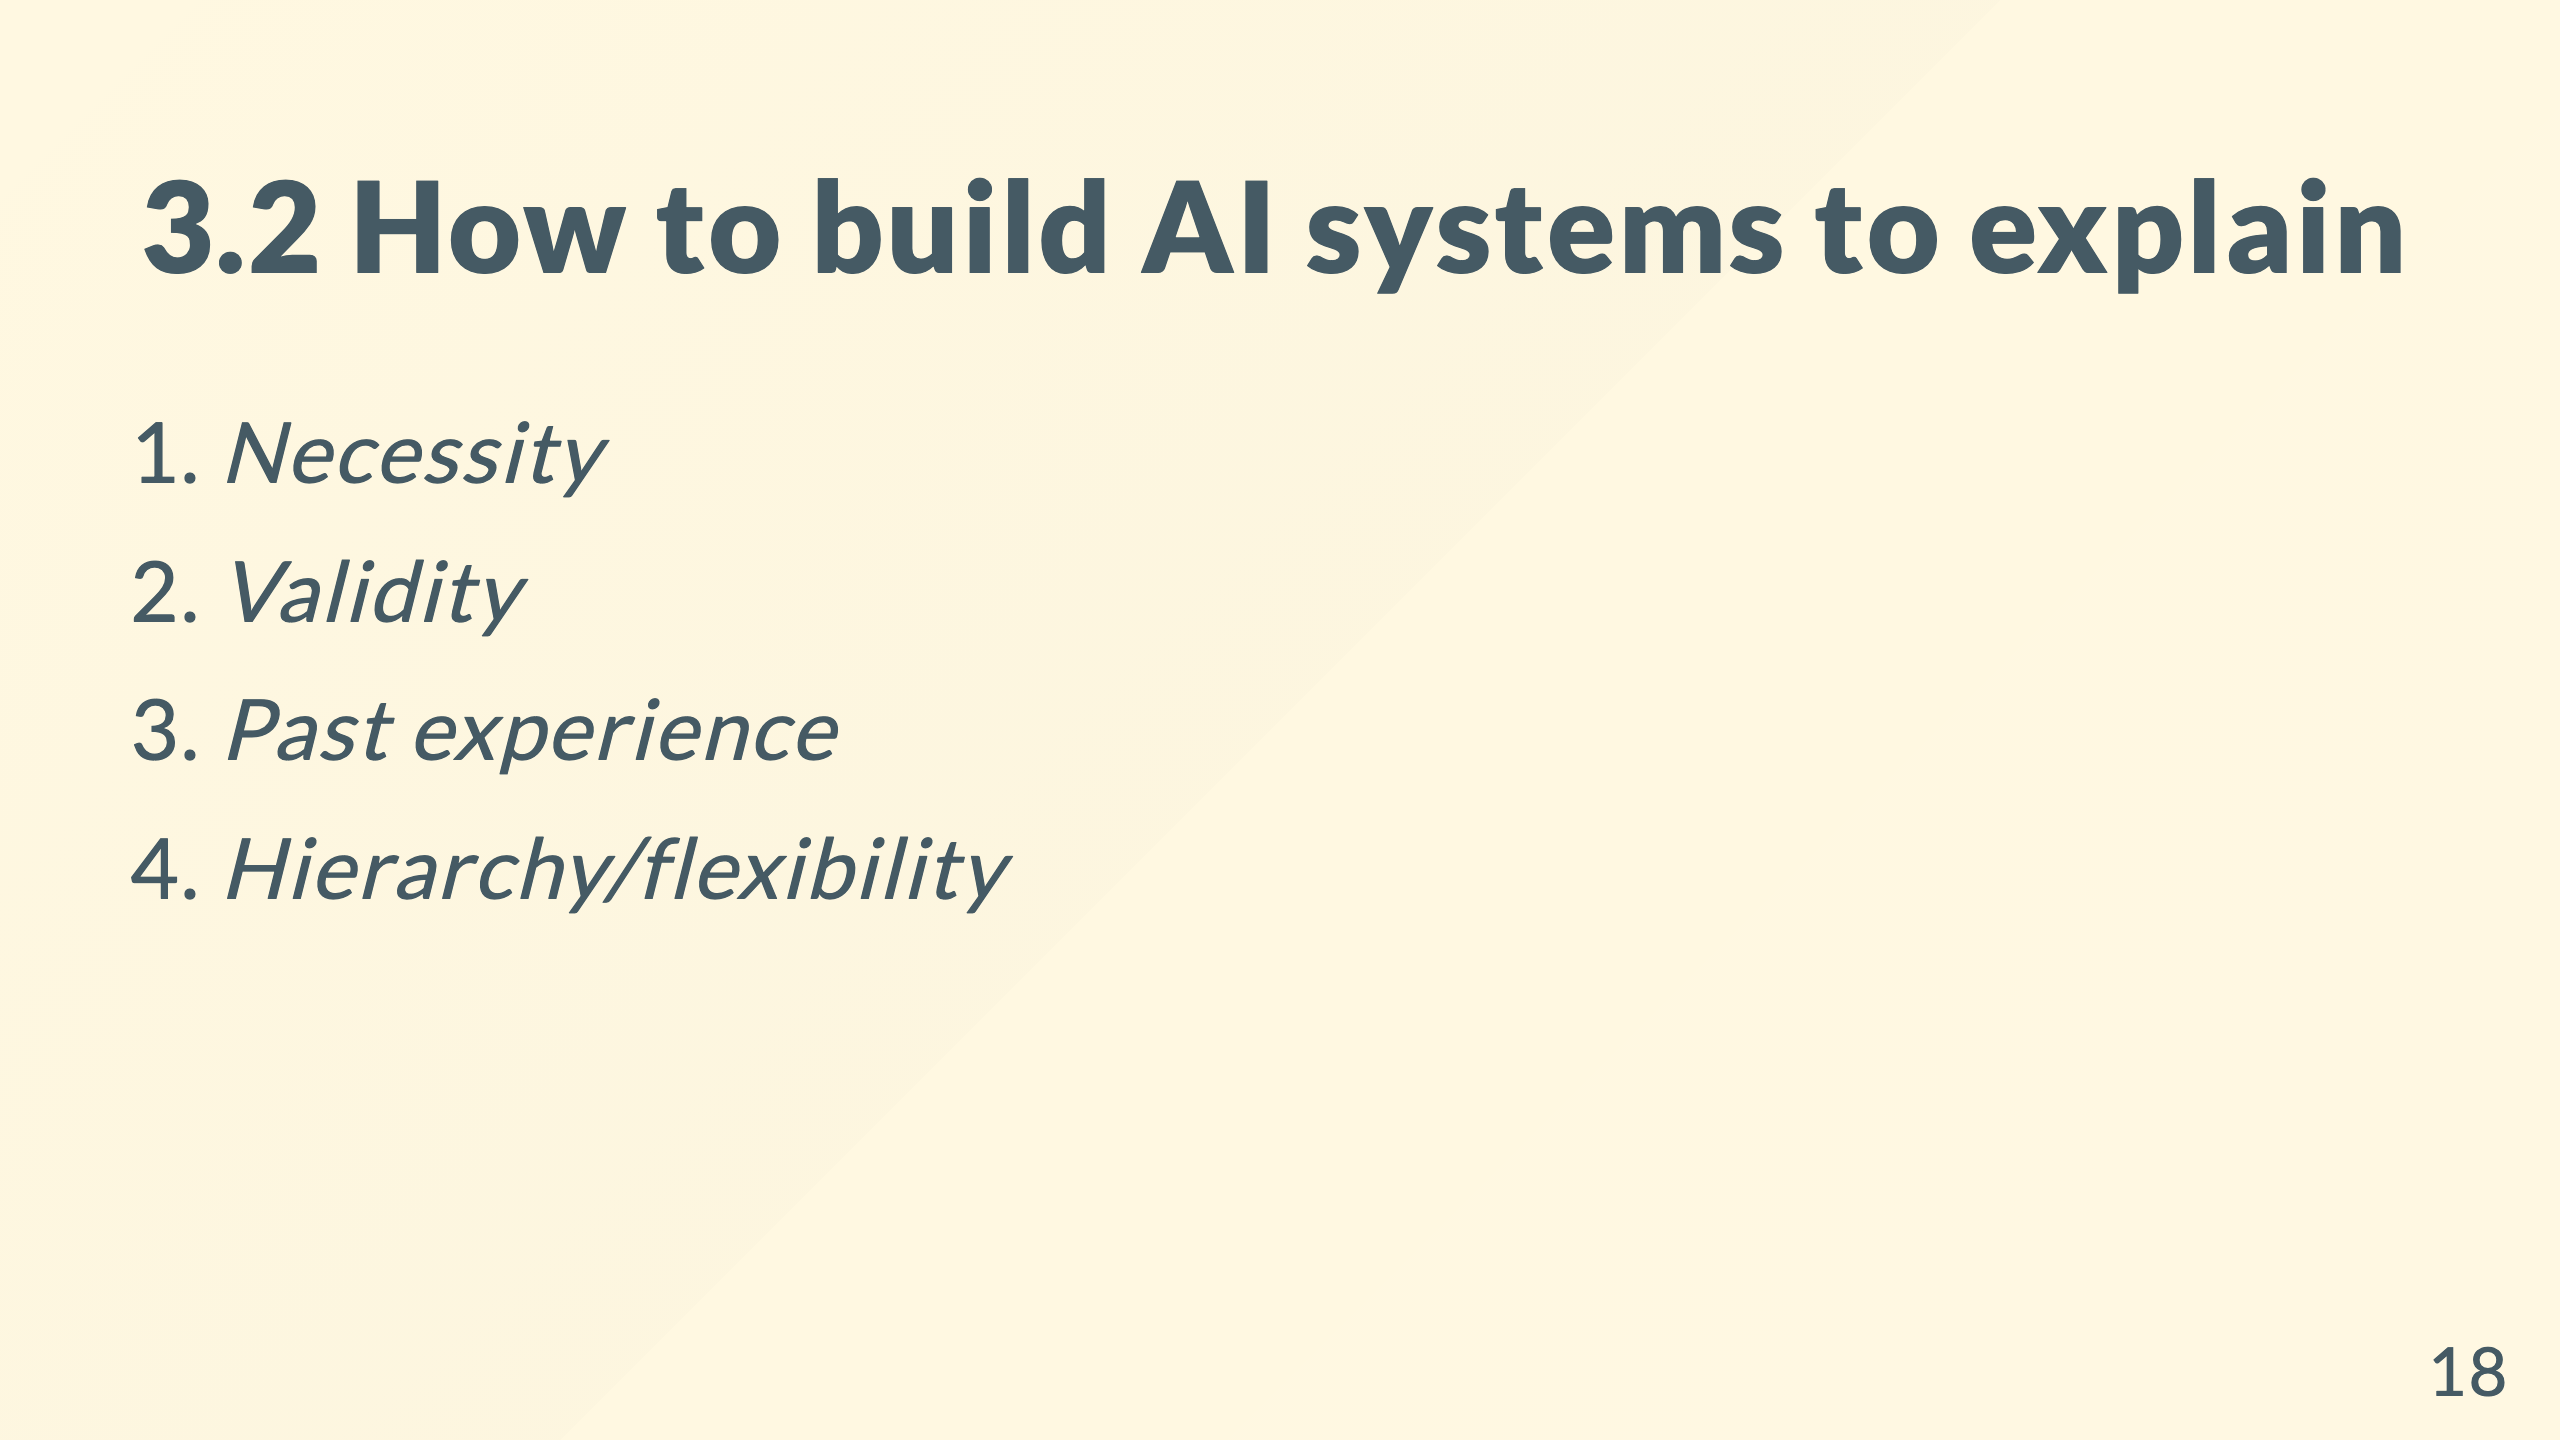 3.2 How to build AI systems to explain
1. Necessity
2. Validity
3. Past experience
4. Hierarchy/flexibility
18